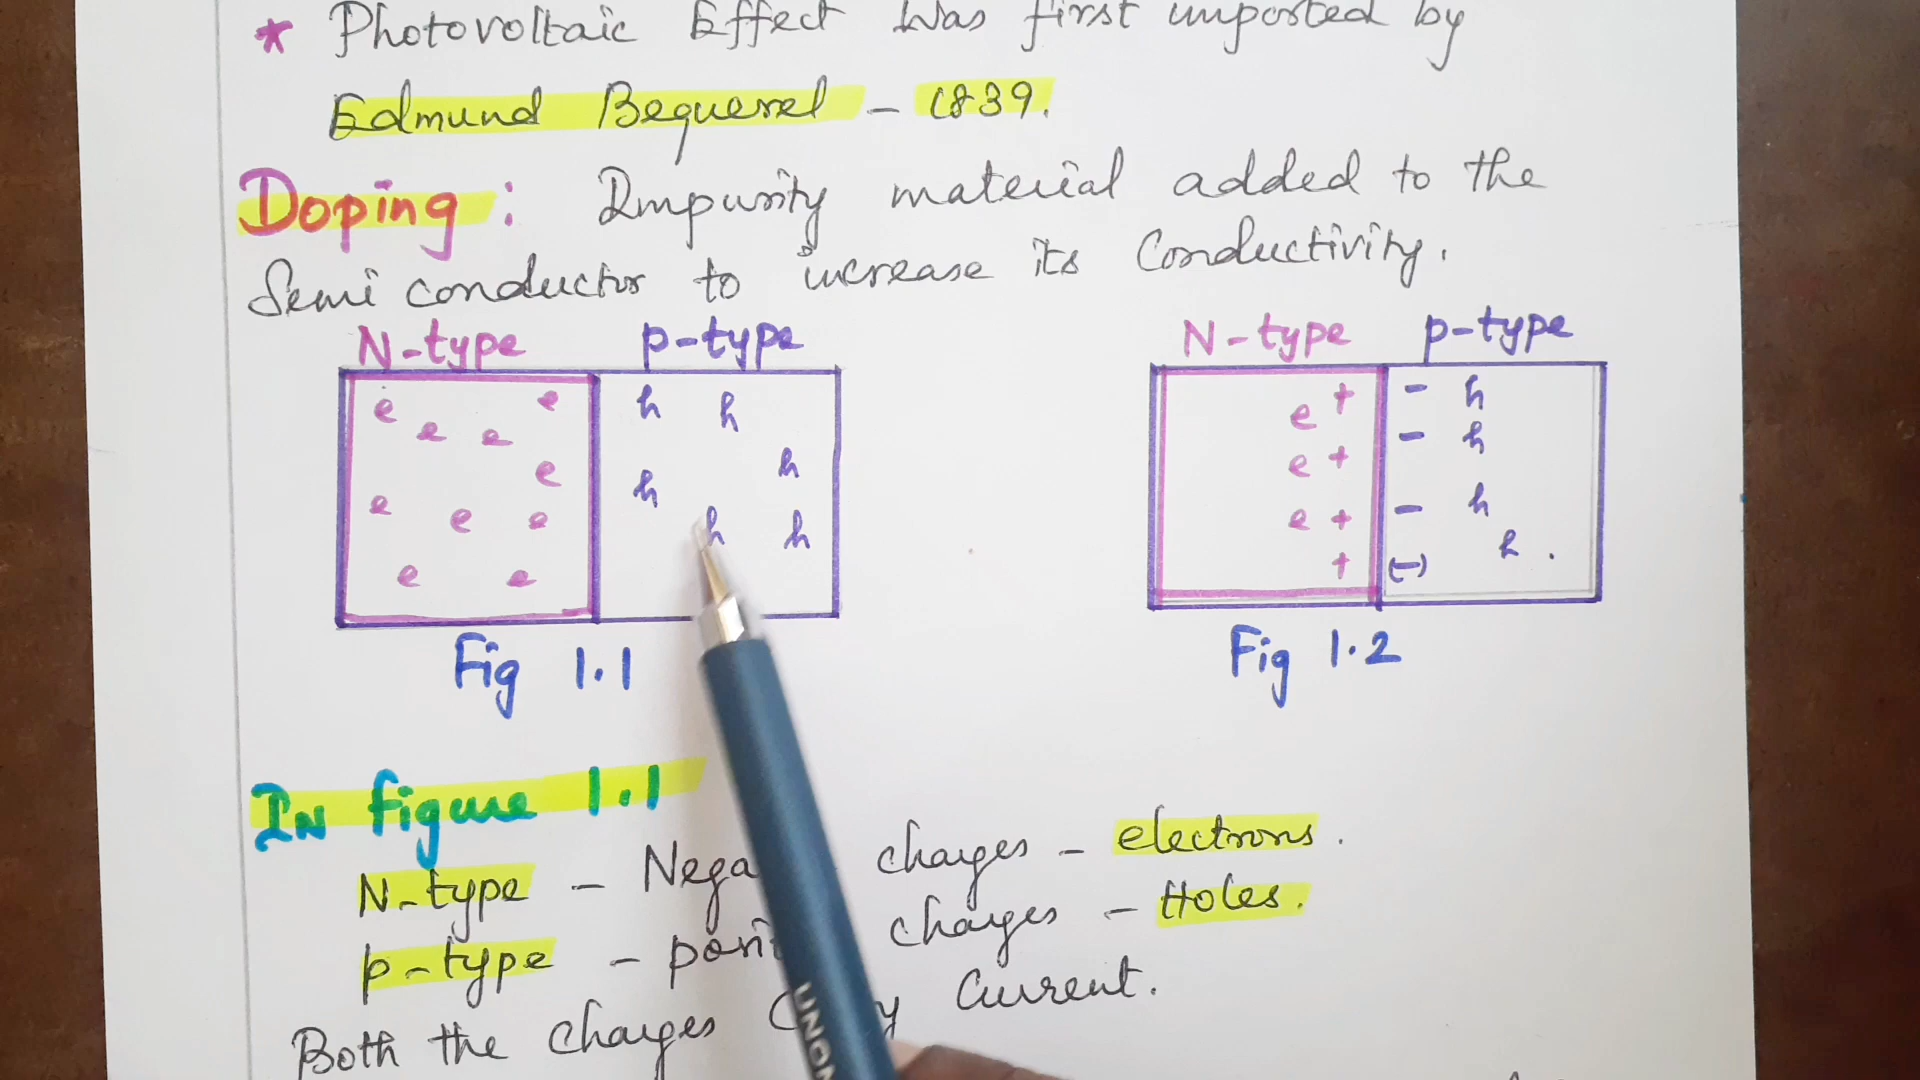 * Photovoltaic Effect was first imported by
Edmund Bequerel - 1839.
Doping: Impurity material added to the
Semi conductor to increase its Conductivity.
N-type P-type
e e e e e e e e e e
h h h h h h
Fig 1.1
N-type p-type
e + - h
e + - h
e + - h
+ (-) h .
Fig 1.2
In figure 1.1
N-type - charges - electrons.
p-type - charges - Holes.
Both the charges Current.
UNOM